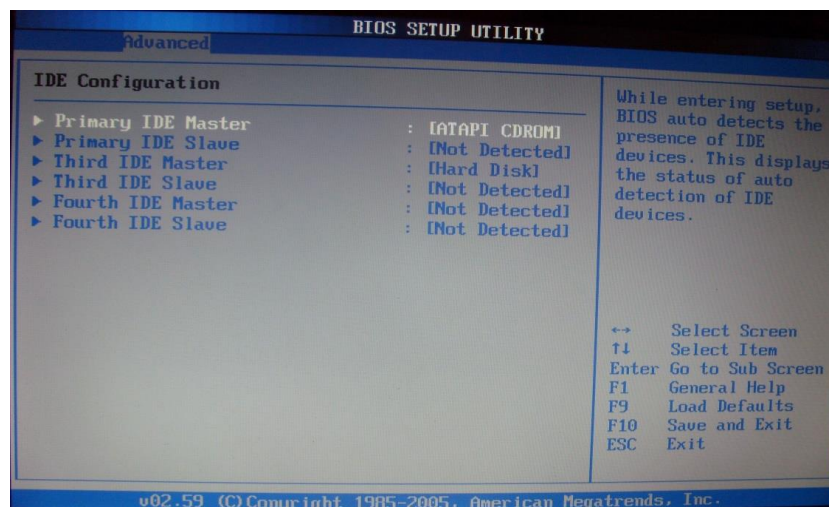 BIOS SETUP UTILITY
Advanced
IDE Configuration
▶ Primary IDE Master : [ATAPI CDROM]
▶ Primary IDE Slave : [Not Detected]
▶ Third IDE Master : [Hard Disk]
▶ Third IDE Slave : [Not Detected]
▶ Fourth IDE Master : [Not Detected]
▶ Fourth IDE Slave : [Not Detected]
While entering setup,
BIOS auto detects the
presence of IDE
devices. This displays
the status of auto
detection of IDE
devices.
←→ Select Screen
↑↓ Select Item
Enter Go to Sub Screen
F1 General Help
F9 Load Defaults
F10 Save and Exit
ESC Exit
v02.59 (C)Copyright 1985-2005, American Megatrends, Inc.